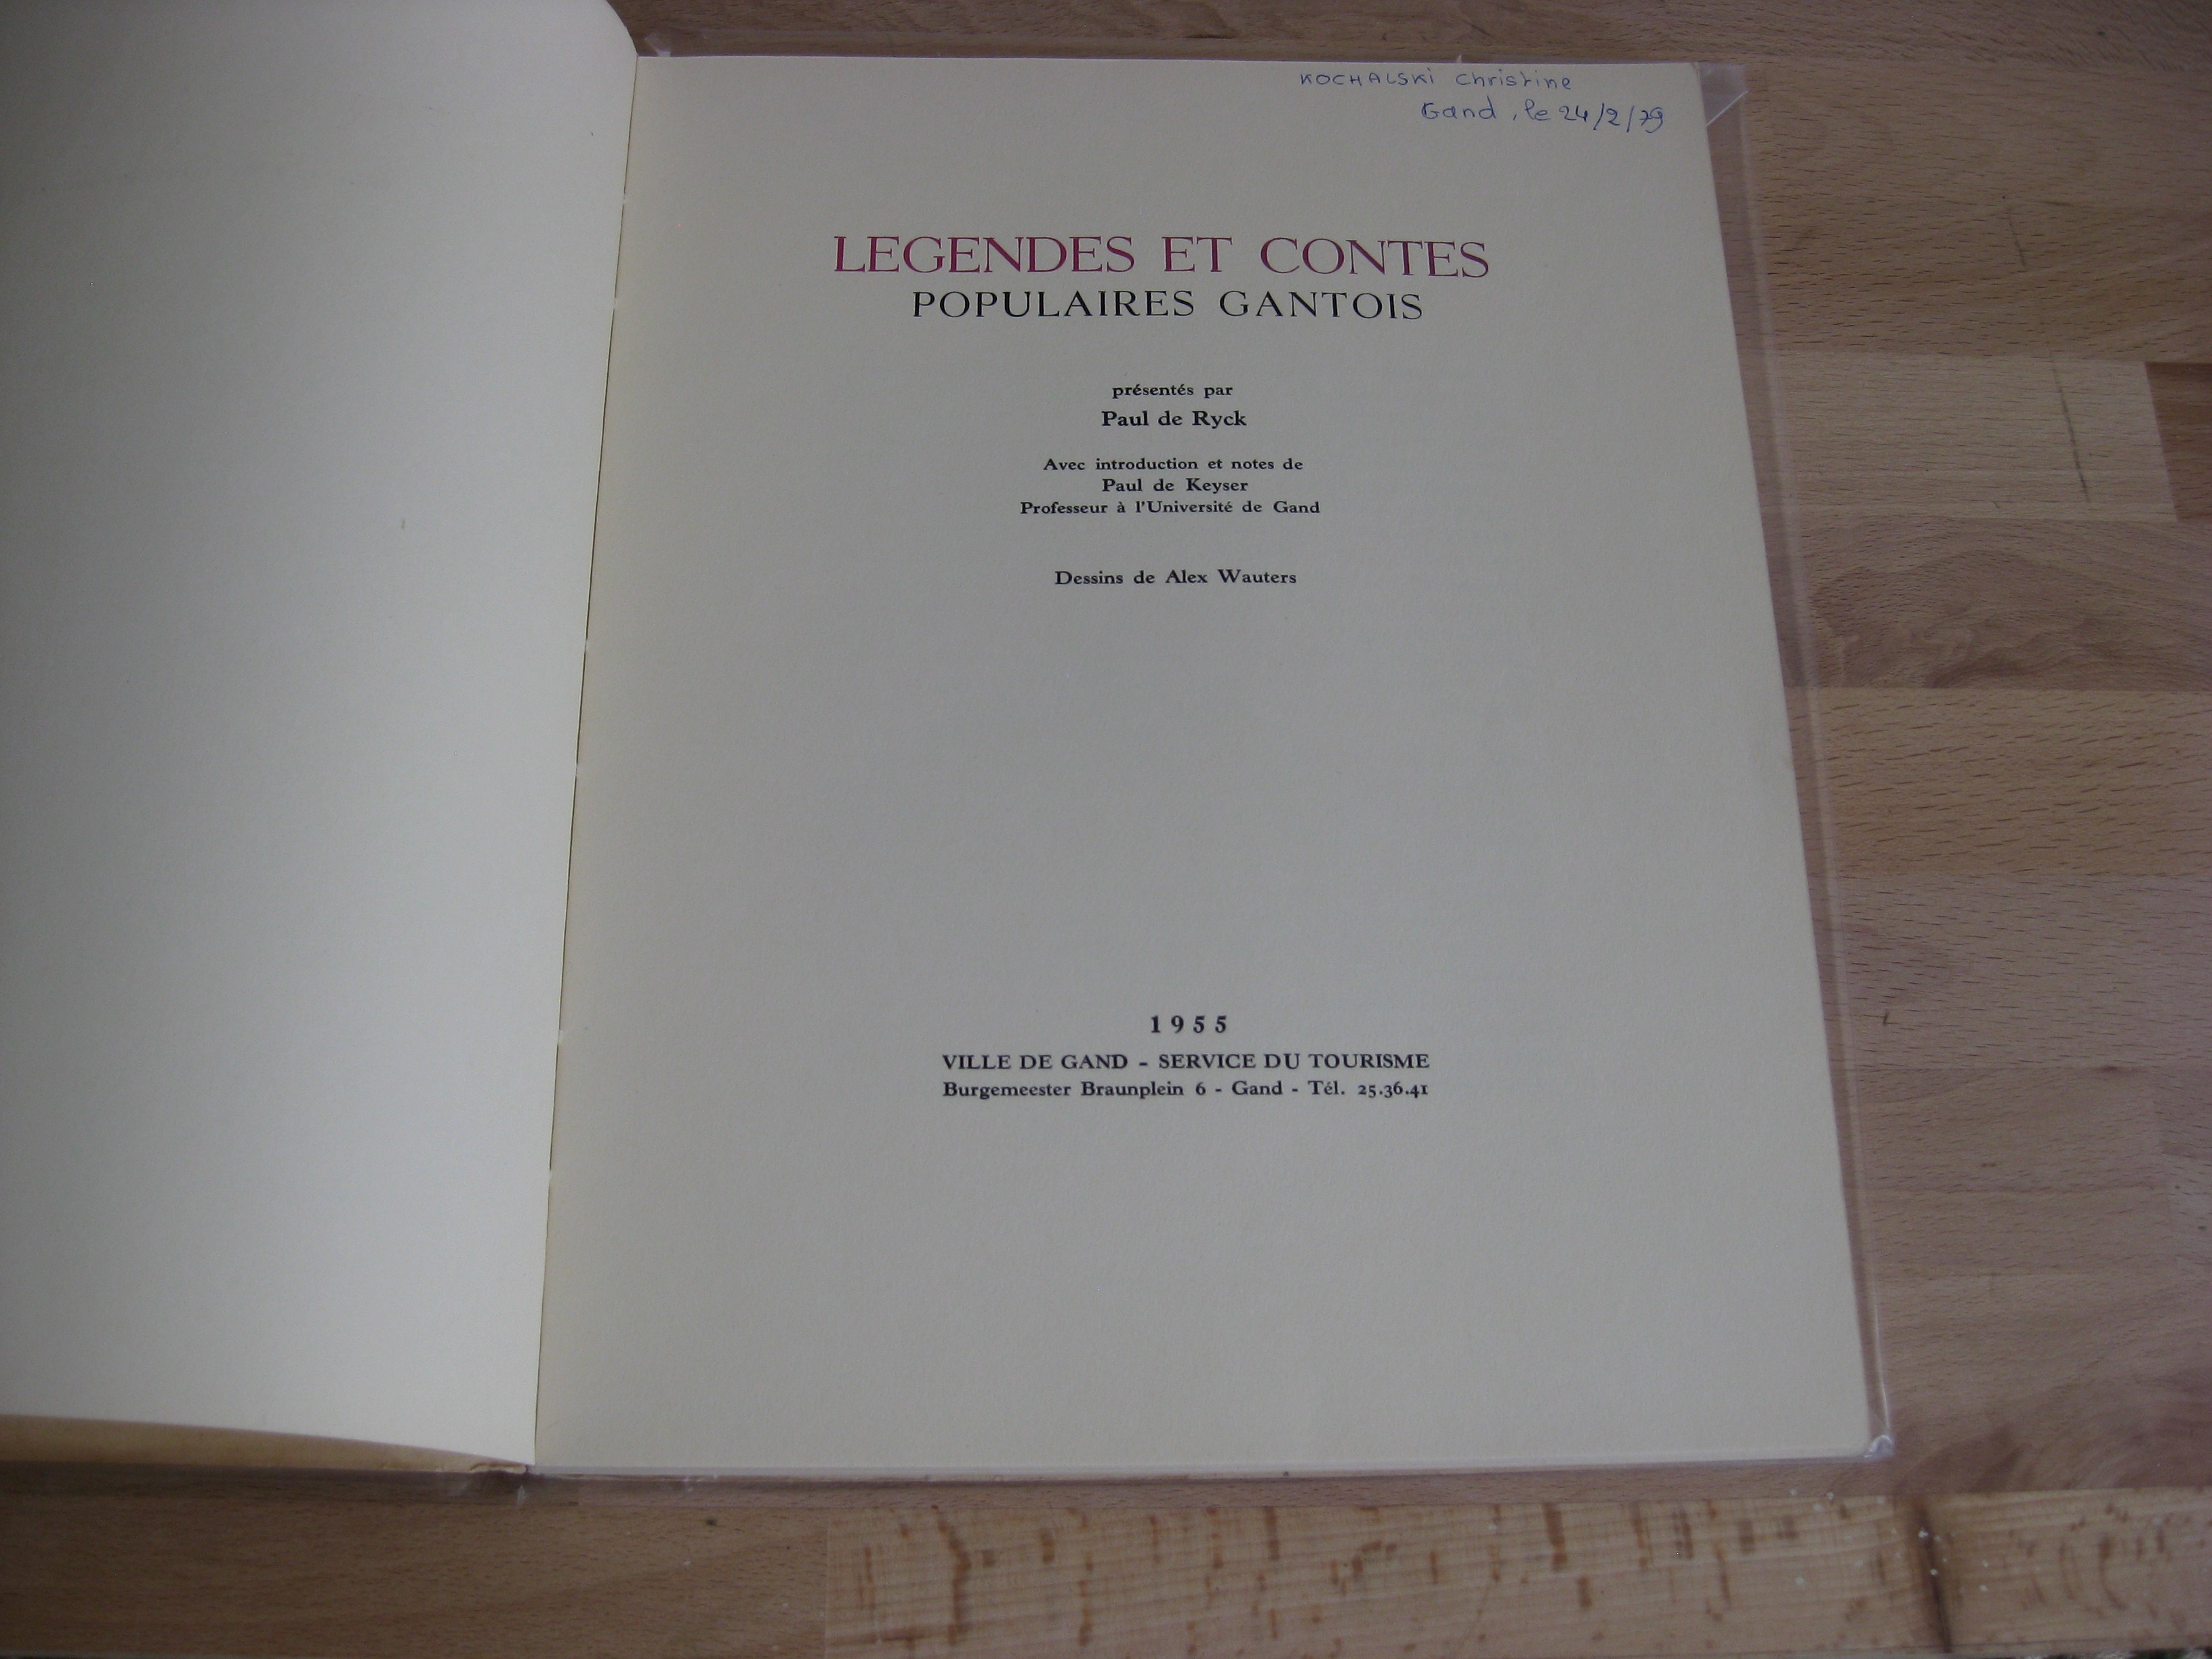 KOCHALSKI Christine
Gand, le 24/2/79
LEGENDES ET CONTES
POPULAIRES GANTOIS
présentés par
Paul de Ryck
Avec introduction et notes de
Paul de Keyser
Professeur à l'Université de Gand
Dessins de Alex Wauters
1955
VILLE DE GAND - SERVICE DU TOURISME
Burgemeester Braunplein 6 - Gand - Tél. 25.36.41